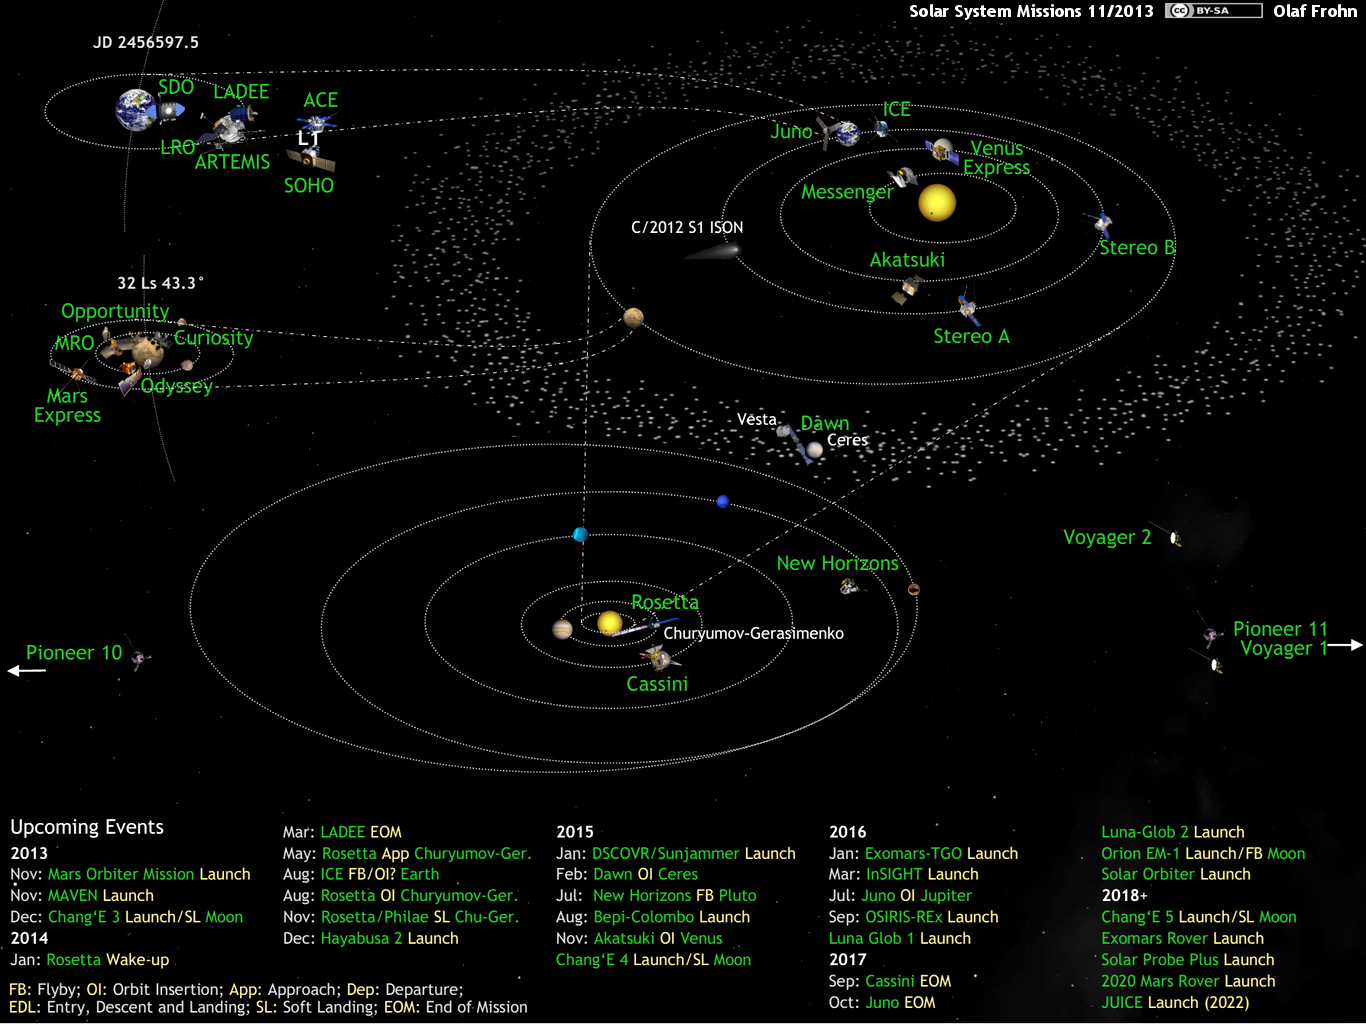 Solar System Missions 11/2013 cc BY-SA Olaf Frohn
JD 2456597.5
SDO
LADEE
ACE
L1
LRO
ARTEMIS
SOHO
ICE
Juno
Venus
Express
Messenger
C/2012 S1 ISON
Stereo B
Akatsuki
Stereo A
32 Ls 43.3°
Opportunity
MRO
Curiosity
Odyssey
Mars
Express
Vesta
Dawn
Ceres
Voyager 2
New Horizons
Rosetta
Churyumov-Gerasimenko
Cassini
Pioneer 10
Pioneer 11
Voyager 1
Upcoming Events
2013
Nov: Mars Orbiter Mission Launch
Nov: MAVEN Launch
Dec: Chang‘E 3 Launch/SL Moon
2014
Jan: Rosetta Wake-up
Mar: LADEE EOM
May: Rosetta App Churyumov-Ger.
Aug: ICE FB/OI? Earth
Aug: Rosetta OI Churyumov-Ger.
Nov: Rosetta/Philae SL Chu-Ger.
Dec: Hayabusa 2 Launch
2015
Jan: DSCOVR/Sunjammer Launch
Feb: Dawn OI Ceres
Jul: New Horizons FB Pluto
Aug: Bepi-Colombo Launch
Nov: Akatsuki OI Venus
Chang‘E 4 Launch/SL Moon
2016
Jan: Exomars-TGO Launch
Mar: InSIGHT Launch
Jul: Juno OI Jupiter
Sep: OSIRIS-REx Launch
Luna Glob 1 Launch
2017
Sep: Cassini EOM
Oct: Juno EOM
Luna-Glob 2 Launch
Orion EM-1 Launch/FB Moon
Solar Orbiter Launch
2018+
Chang‘E 5 Launch/SL Moon
Exomars Rover Launch
Solar Probe Plus Launch
2020 Mars Rover Launch
JUICE Launch (2022)
FB: Flyby; OI: Orbit Insertion; App: Approach; Dep: Departure;
EDL: Entry, Descent and Landing; SL: Soft Landing; EOM: End of Mission